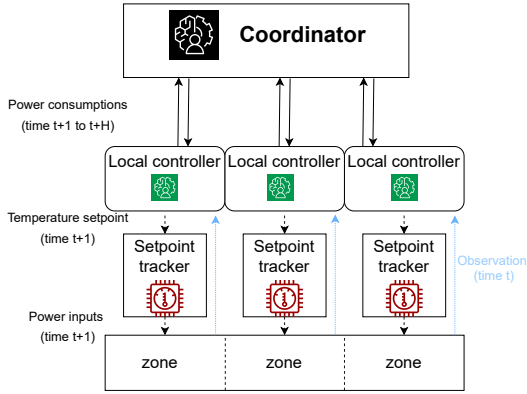 Coordinator
Power consumptions
(time t+1 to t+H)
Local controller
Local controller
Local controller
Temperature setpoint
(time t+1)
Setpoint
tracker
Setpoint
tracker
Setpoint
tracker
Observation
(time t)
Power inputs
(time t+1)
zone
zone
zone